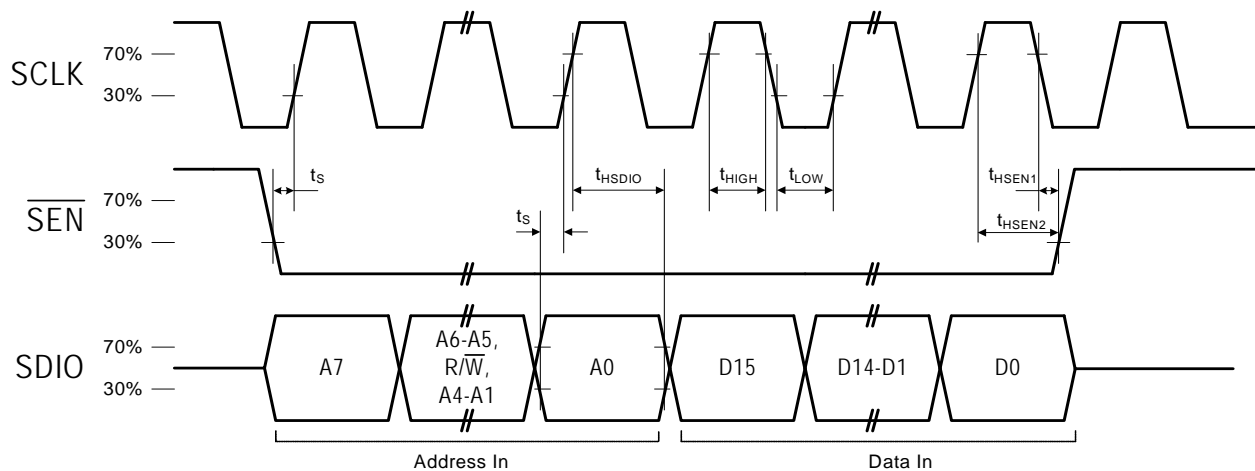 SCLK
70%
30%
SEN
70%
30%
tS
tS
tHSDIO
tHIGH
tLOW
tHSEN1
tHSEN2
SDIO
70%
30%
A7
A6-A5,
R/W̅,
A4-A1
A0
D15
D14-D1
D0
Address In
Data In